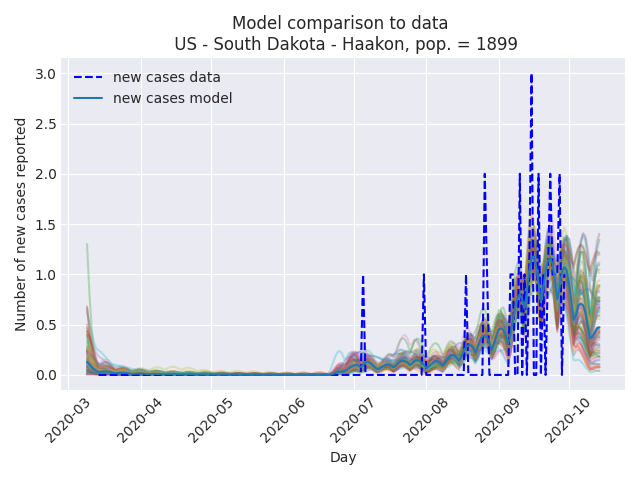 Model comparison to data
US - South Dakota - Haakon, pop. = 1899
new cases data
new cases model
Number of new cases reported
3.0
2.5
2.0
1.5
1.0
0.5
0.0
2020-03
2020-04
2020-05
2020-06
2020-07
2020-08
2020-09
2020-10
Day